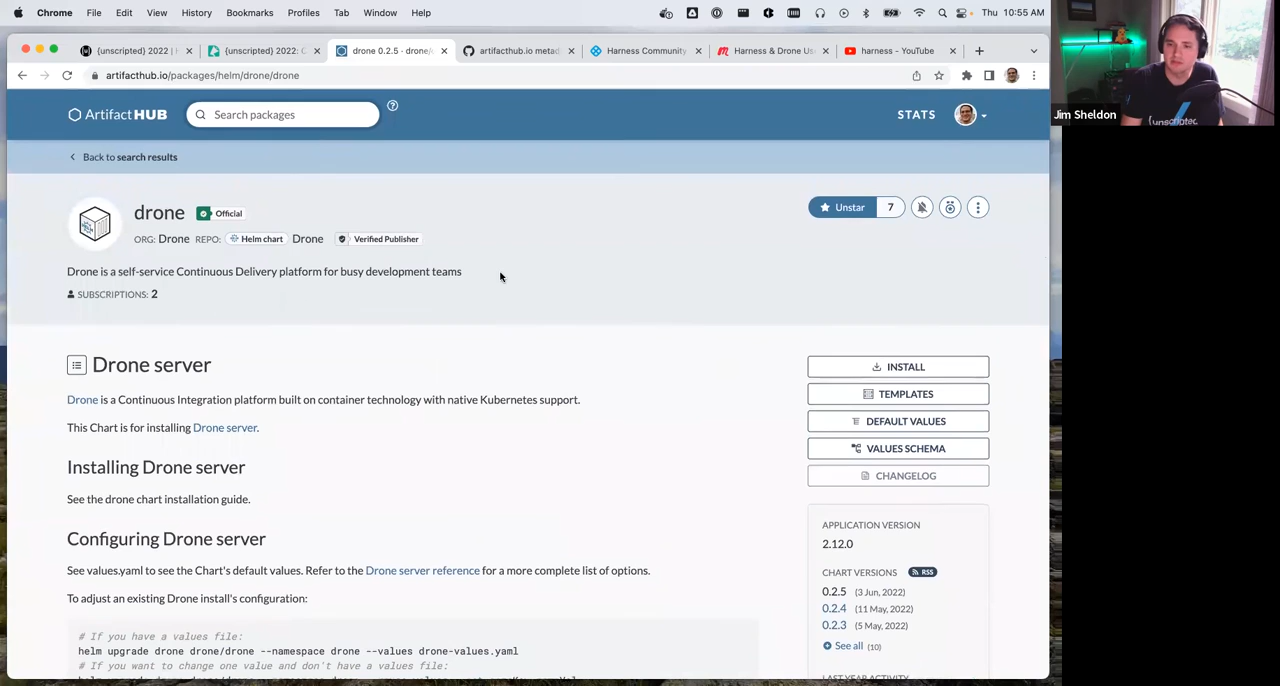 Chrome File Edit View History Bookmarks Profiles Tab Window Help Thu 10:55 AM
{unscripted} 2022 | {unscripted} 2022: C drone 0.2.5 · drone/ artifacthub.io metad Harness Community Harness & Drone Us harness - YouTube
artifacthub.io/packages/helm/drone/drone
Artifact HUB Search packages STATS
Jim Sheldon
Back to search results
drone Official
Unstar 7
ORG: Drone REPO: Helm chart Drone Verified Publisher
Drone is a self-service Continuous Delivery platform for busy development teams
SUBSCRIPTIONS: 2
Drone server
Drone is a Continuous Integration platform built on container technology with native Kubernetes support.
This Chart is for installing Drone server.
Installing Drone server
See the drone chart installation guide.
Configuring Drone server
See values.yaml to see the Chart's default values. Refer to the Drone server reference for a more complete list of options.
To adjust an existing Drone install's configuration:
# If you have a values file:
helm upgrade drone drone/drone --namespace drone --values drone-values.yaml
# If you want to change one value and don't have a values file:
INSTALL
TEMPLATES
DEFAULT VALUES
VALUES SCHEMA
CHANGELOG
APPLICATION VERSION
2.12.0
CHART VERSIONS RSS
0.2.5 (3 Jun, 2022)
0.2.4 (11 May, 2022)
0.2.3 (5 May, 2022)
See all (10)